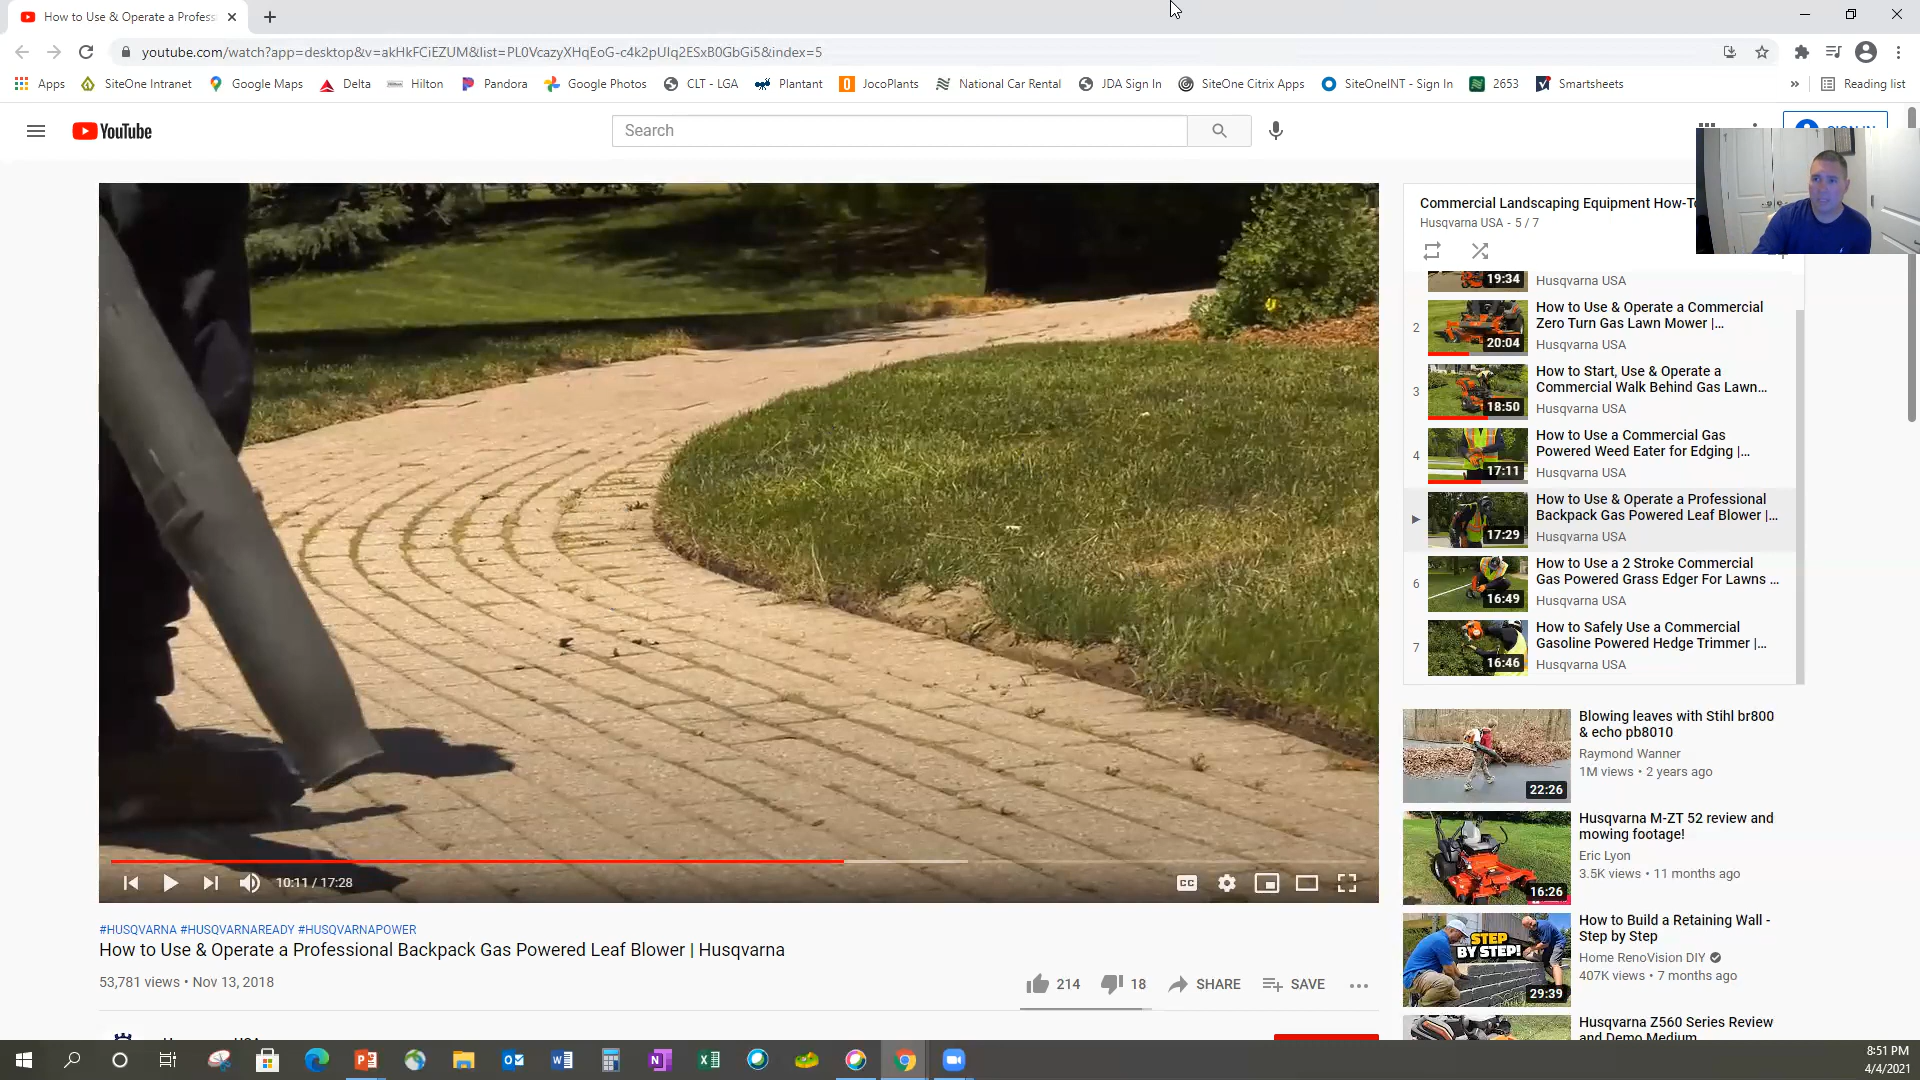 How to Use & Operate a Profess
youtube.com/watch?app=desktop&v=akHkFCiEZUM&list=PL0VcazyXHqEoG-c4k2pUlq2ESxB0GbGi5&index=5
Apps SiteOne Intranet Google Maps Delta Hilton Pandora Google Photos CLT - LGA Plantant JocoPlants National Car Rental JDA Sign In SiteOne Citrix Apps SiteOneINT - Sign In 2653 Smartsheets » Reading list
YouTube
Search
Commercial Landscaping Equipment How-T
Husqvarna USA - 5 / 7
19:34
Husqvarna USA
2
How to Use & Operate a Commercial
Zero Turn Gas Lawn Mower |...
20:04
Husqvarna USA
3
How to Start, Use & Operate a
Commercial Walk Behind Gas Lawn...
18:50
Husqvarna USA
4
How to Use a Commercial Gas
Powered Weed Eater for Edging |...
17:11
Husqvarna USA
How to Use & Operate a Professional
Backpack Gas Powered Leaf Blower |...
17:29
Husqvarna USA
6
How to Use a 2 Stroke Commercial
Gas Powered Grass Edger For Lawns ...
16:49
Husqvarna USA
7
How to Safely Use a Commercial
Gasoline Powered Hedge Trimmer |...
16:46
Husqvarna USA
Blowing leaves with Stihl br800
& echo pb8010
Raymond Wanner
1M views • 2 years ago
22:26
Husqvarna M-ZT 52 review and
mowing footage!
Eric Lyon
3.5K views • 11 months ago
16:26
How to Build a Retaining Wall -
Step by Step
Home RenoVision DIY
407K views • 7 months ago
STEP
BY STEP!
29:39
Husqvarna Z560 Series Review
and Demo Medium
10:11 / 17:28
CC
#HUSQVARNA #HUSQVARNAREADY #HUSQVARNAPOWER
How to Use & Operate a Professional Backpack Gas Powered Leaf Blower | Husqvarna
53,781 views • Nov 13, 2018
214 18 SHARE SAVE
8:51 PM
4/4/2021